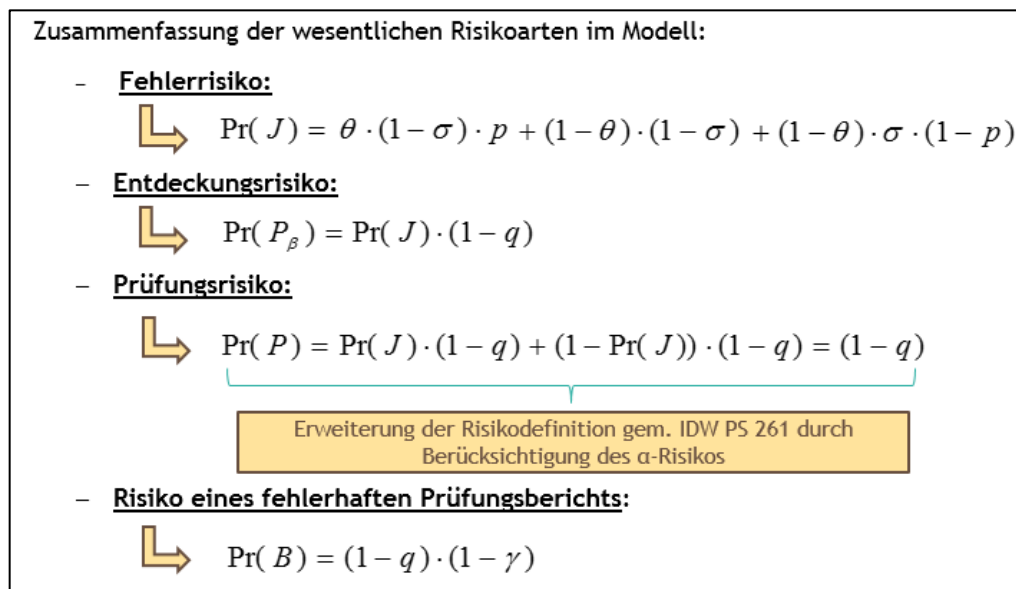 Zusammenfassung der wesentlichen Risikoarten im Modell:
– Fehlerrisiko:
Pr( J ) = θ · (1 − σ) · p + (1 − θ) · (1 − σ) + (1 − θ) · σ · (1 − p)
– Entdeckungsrisiko:
Pr( P_β ) = Pr( J ) · (1 − q)
– Prüfungsrisiko:
Pr( P ) = Pr( J ) · (1 − q) + (1 − Pr( J )) · (1 − q) = (1 − q)
Erweiterung der Risikodefinition gem. IDW PS 261 durch
Berücksichtigung des α-Risikos
– Risiko eines fehlerhaften Prüfungsberichts:
Pr( B ) = (1 − q) · (1 − γ)